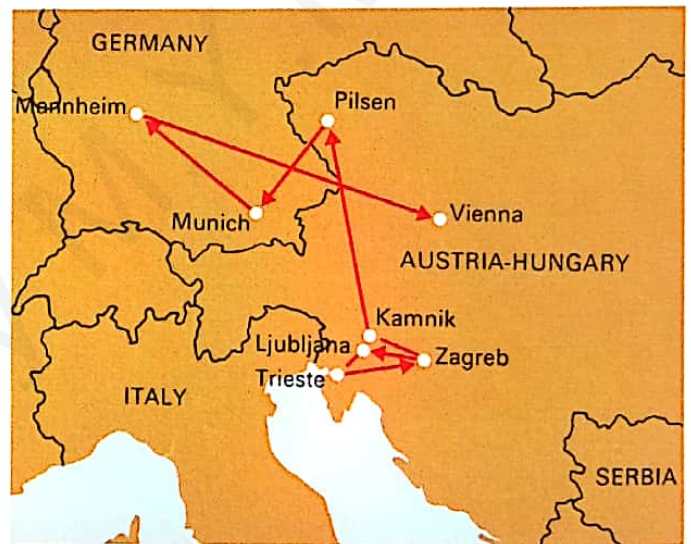 GERMANY
Mannheim
Pilsen
Munich
Vienna
AUSTRIA-HUNGARY
Kamnik
Ljubljana
Zagreb
Trieste
ITALY
SERBIA